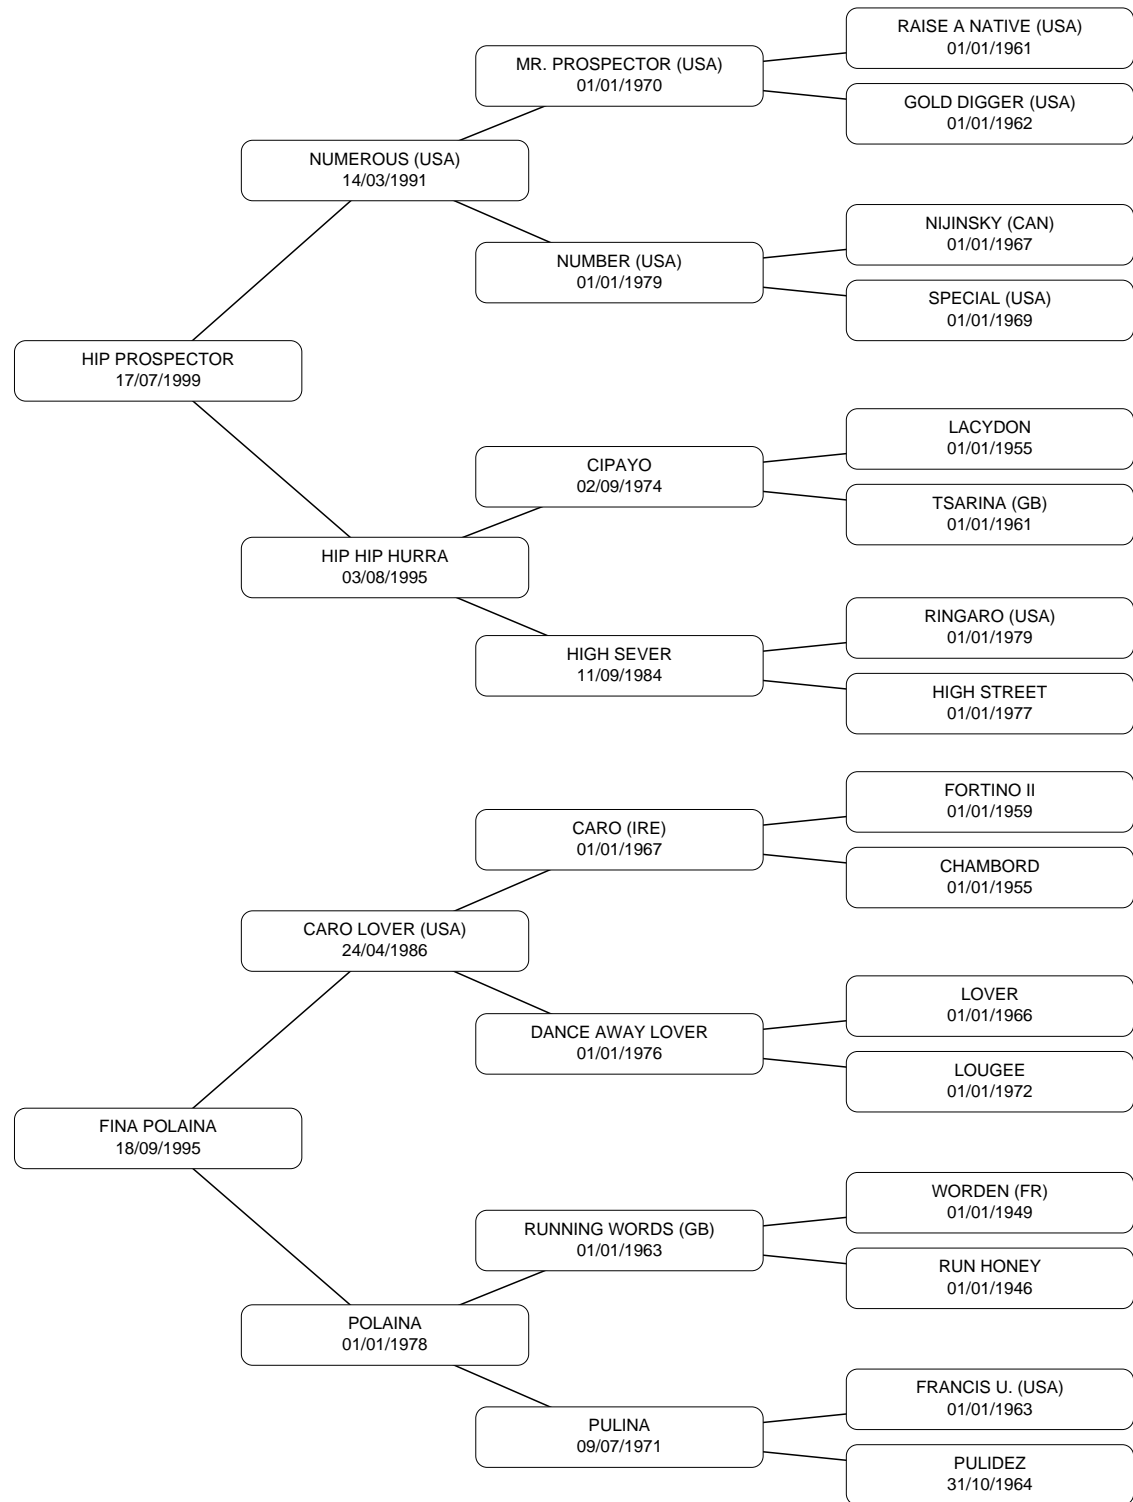 RAISE A NATIVE (USA)
01/01/1961
MR. PROSPECTOR (USA)
01/01/1970
GOLD DIGGER (USA)
01/01/1962
NUMEROUS (USA)
14/03/1991
NIJINSKY (CAN)
01/01/1967
NUMBER (USA)
01/01/1979
SPECIAL (USA)
01/01/1969
HIP PROSPECTOR
17/07/1999
LACYDON
01/01/1955
CIPAYO
02/09/1974
TSARINA (GB)
01/01/1961
HIP HIP HURRA
03/08/1995
RINGARO (USA)
01/01/1979
HIGH SEVER
11/09/1984
HIGH STREET
01/01/1977
FORTINO II
01/01/1959
CARO (IRE)
01/01/1967
CHAMBORD
01/01/1955
CARO LOVER (USA)
24/04/1986
LOVER
01/01/1966
DANCE AWAY LOVER
01/01/1976
LOUGEE
01/01/1972
FINA POLAINA
18/09/1995
WORDEN (FR)
01/01/1949
RUNNING WORDS (GB)
01/01/1963
RUN HONEY
01/01/1946
POLAINA
01/01/1978
FRANCIS U. (USA)
01/01/1963
PULINA
09/07/1971
PULIDEZ
31/10/1964